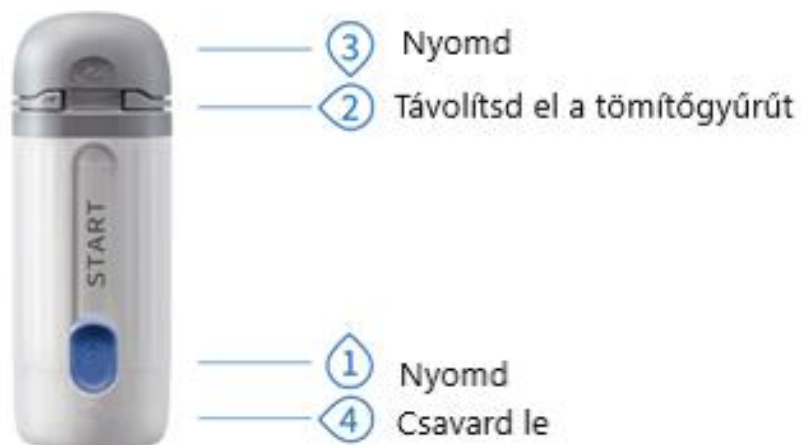 3 Nyomd
2 Távolítsd el a tömítőgyűrűt
START
1 Nyomd
4 Csavard le